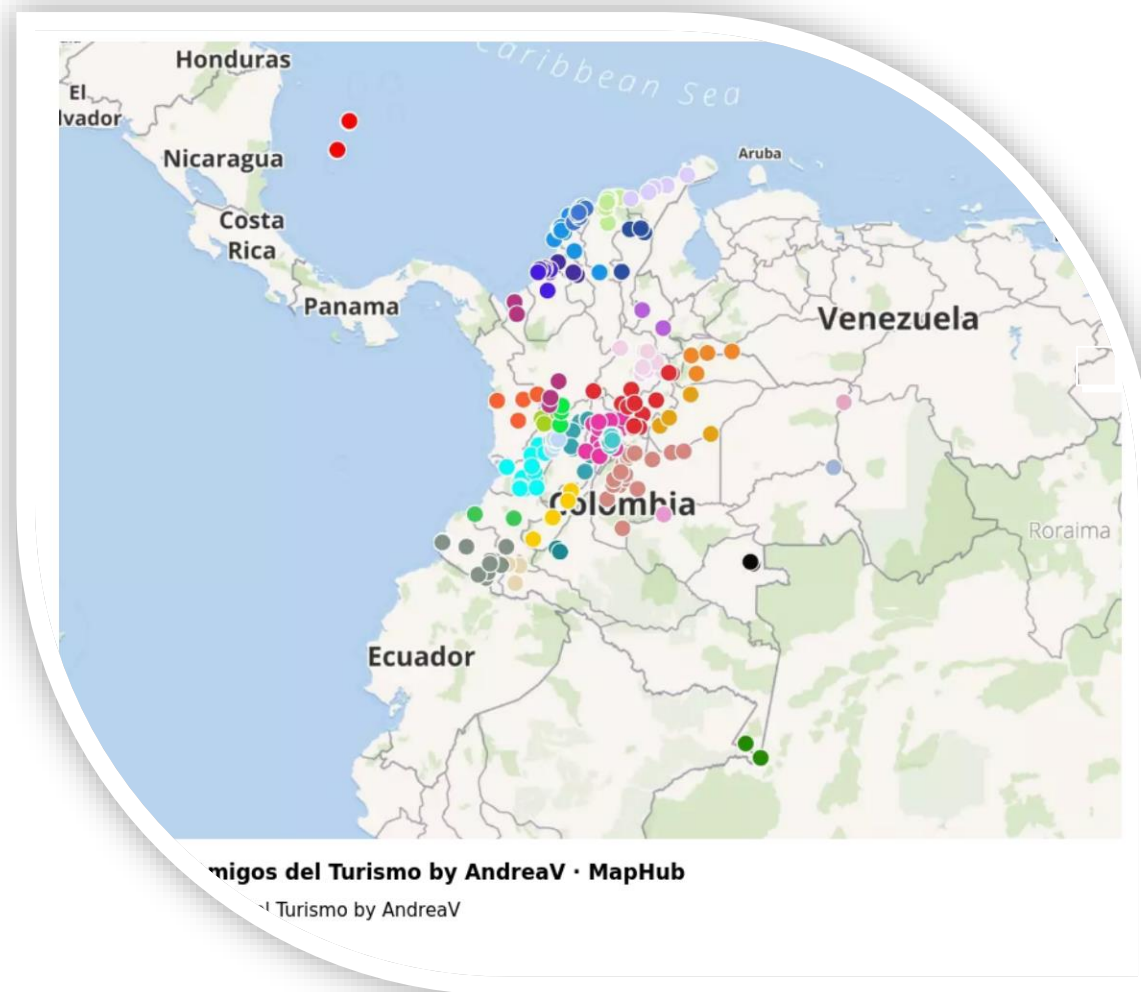 Honduras
Caribbean Sea
El
lvador
Aruba
Nicaragua
Costa
Rica
Panama
Venezuela
Colombia
Roraima
Ecuador
migos del Turismo by AndreaV · MapHub
l Turismo by AndreaV